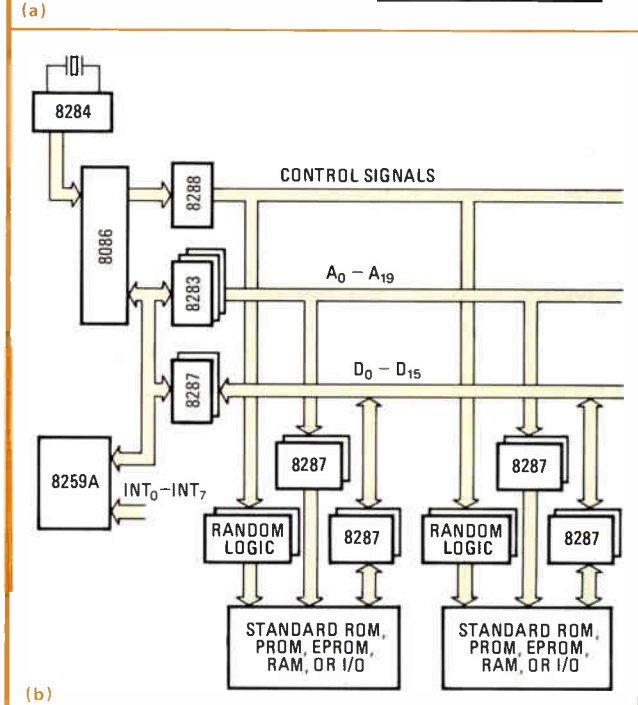 (a)
8284
8086
8288
CONTROL SIGNALS
8283
A₀ – A₁₉
8287
D₀ – D₁₅
8259A
INT₀–INT₇
8287
8287
RANDOM
LOGIC
8287
RANDOM
LOGIC
8287
STANDARD ROM,
PROM, EPROM,
RAM, OR I/O
STANDARD ROM,
PROM, EPROM,
RAM, OR I/O
(b)